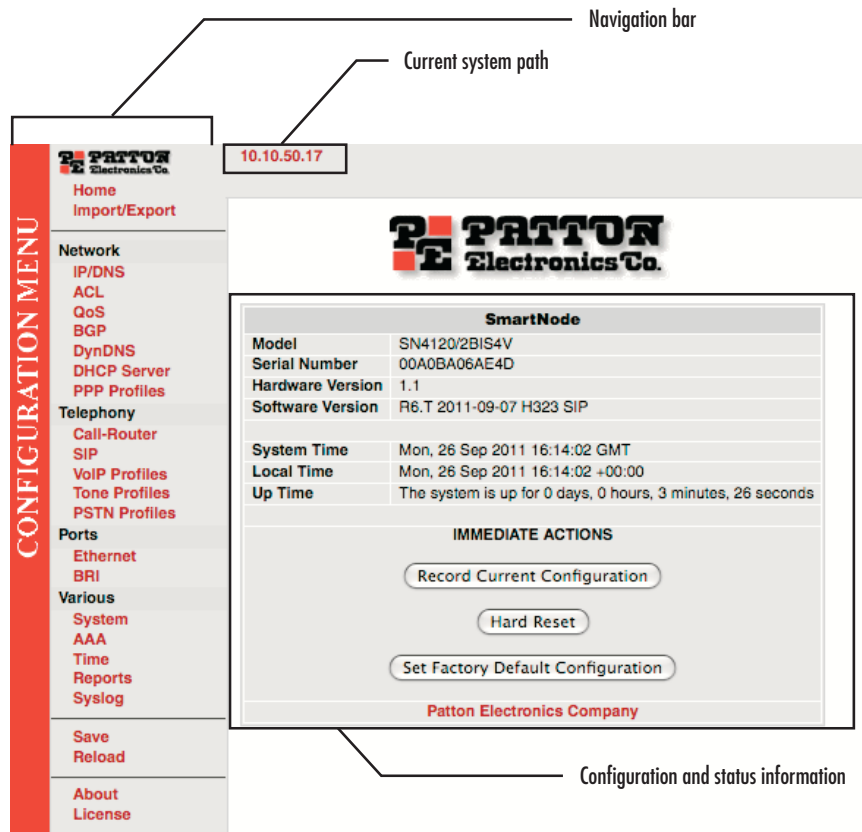 Navigation bar
Current system path
CONFIGURATION MENU
PE PATTON
Electronics Co.
Home
Import/Export
Network
IP/DNS
ACL
QoS
BGP
DynDNS
DHCP Server
PPP Profiles
Telephony
Call-Router
SIP
VoIP Profiles
Tone Profiles
PSTN Profiles
Ports
Ethernet
BRI
Various
System
AAA
Time
Reports
Syslog
Save
Reload
About
License
10.10.50.17
PE PATTON
Electronics Co.
SmartNode
Model SN4120/2BIS4V
Serial Number 00A0BA06AE4D
Hardware Version 1.1
Software Version R6.T 2011-09-07 H323 SIP
System Time Mon, 26 Sep 2011 16:14:02 GMT
Local Time Mon, 26 Sep 2011 16:14:02 +00:00
Up Time The system is up for 0 days, 0 hours, 3 minutes, 26 seconds
IMMEDIATE ACTIONS
Record Current Configuration
Hard Reset
Set Factory Default Configuration
Patton Electronics Company
Configuration and status information